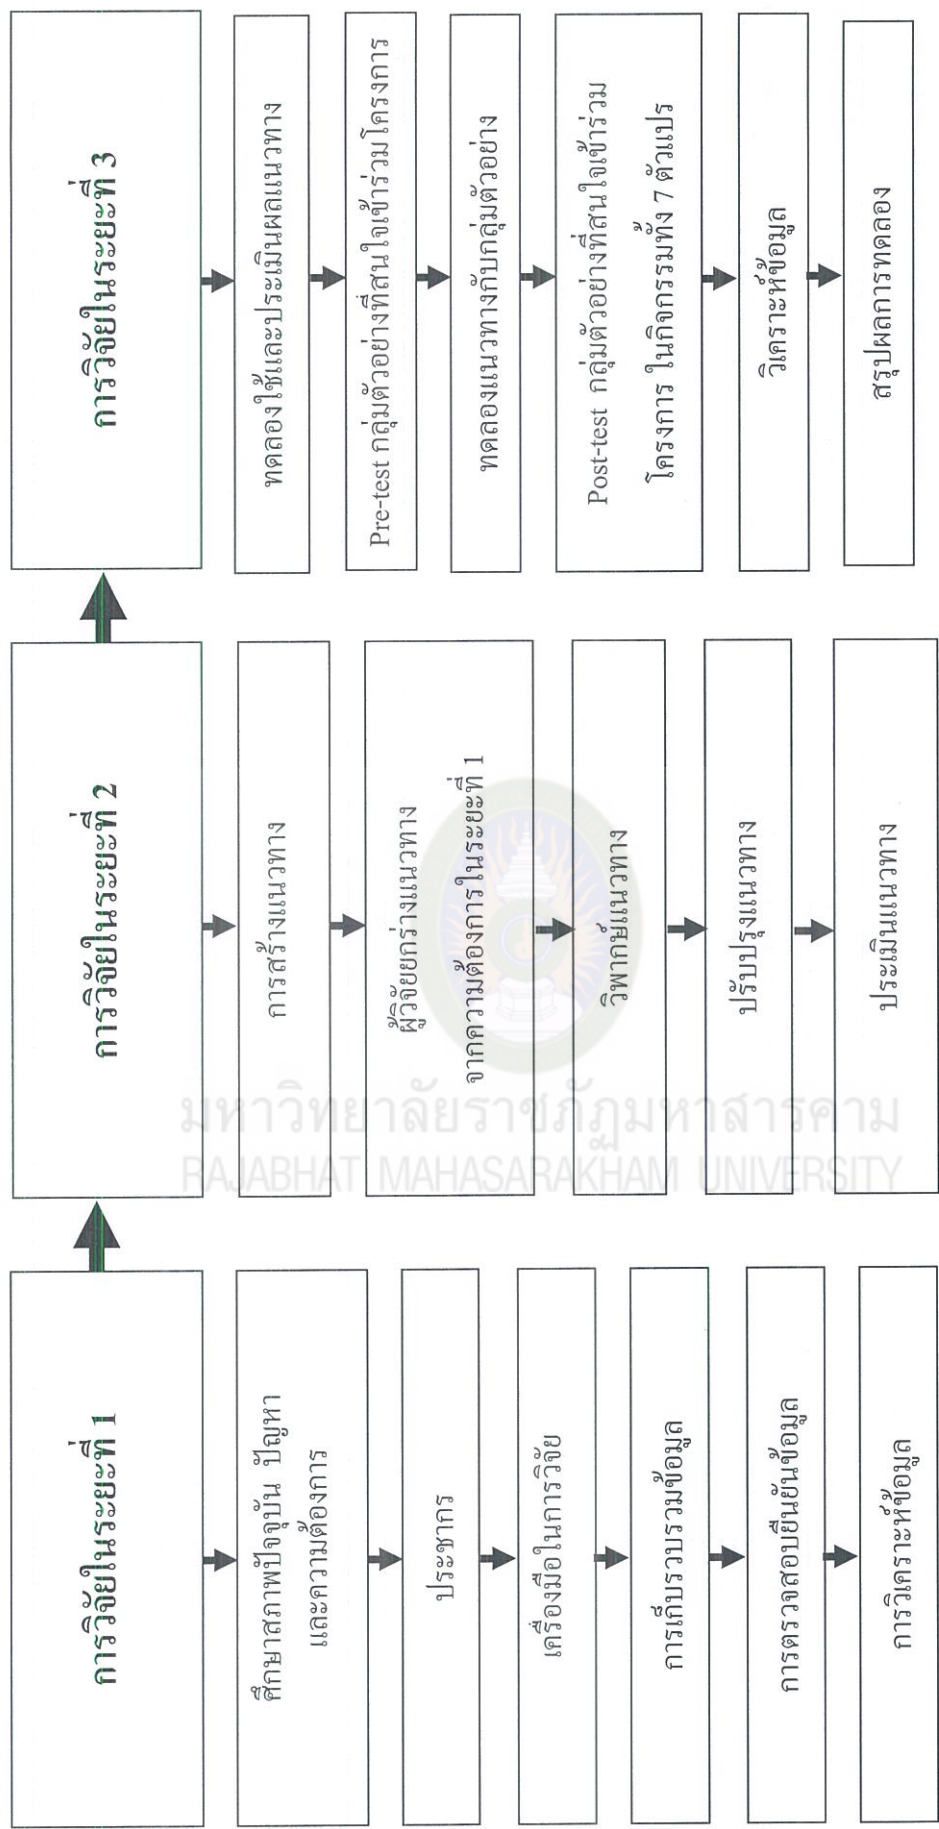 การวิจัยในระยะที่ 1
ศึกษาสภาพปัจจุบัน ปัญหา
และความต้องการ
ประชากร
เครื่องมือในการวิจัย
การเก็บรวบรวมข้อมูล
การตรวจสอบยืนยันข้อมูล
การวิเคราะห์ข้อมูล
การวิจัยในระยะที่ 2
การสร้างแนวทาง
ผู้วิจัยยกร่างแนวทาง
จากความต้องการในระยะที่ 1
วิพากษ์แนวทาง
ปรับปรุงแนวทาง
ประเมินแนวทาง
การวิจัยในระยะที่ 3
ทดลองใช้และประเมินผลแนวทาง
Pre-test กลุ่มตัวอย่างที่สนใจเข้าร่วมโครงการ
ทดลองแนวทางกับกลุ่มตัวอย่าง
Post-test กลุ่มตัวอย่างที่สนใจเข้าร่วม
โครงการ ในกิจกรรมทั้ง 7 ตัวแปร
วิเคราะห์ข้อมูล
สรุปผลการทดลอง
มหาวิทยาลัยราชภัฏมหาสารคาม
RAJABHAT MAHASARAKHAM UNIVERSITY